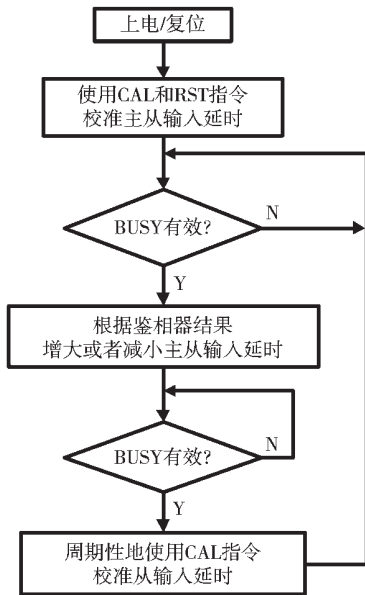 上电/复位
使用CAL和RST指令
校准主从输入延时
BUSY有效?
N
Y
根据鉴相器结果
增大或者减小主从输入延时
BUSY有效?
N
Y
周期性地使用CAL指令
校准从输入延时